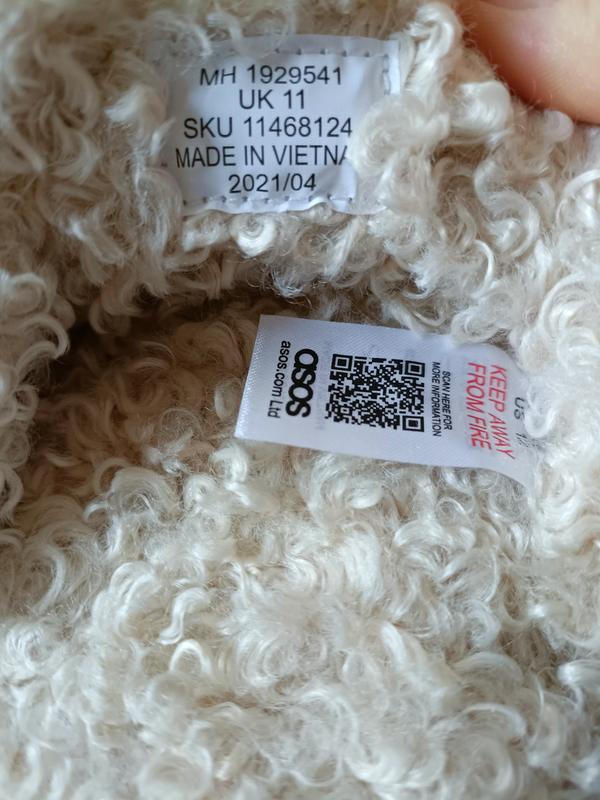 MH 1929541
UK 11
SKU 11468124
MADE IN VIETNA
2021/04
asos
asos.com Ltd
SCAN HERE FOR
MORE INFORMATION
KEEP AWAY
FROM FIRE
US